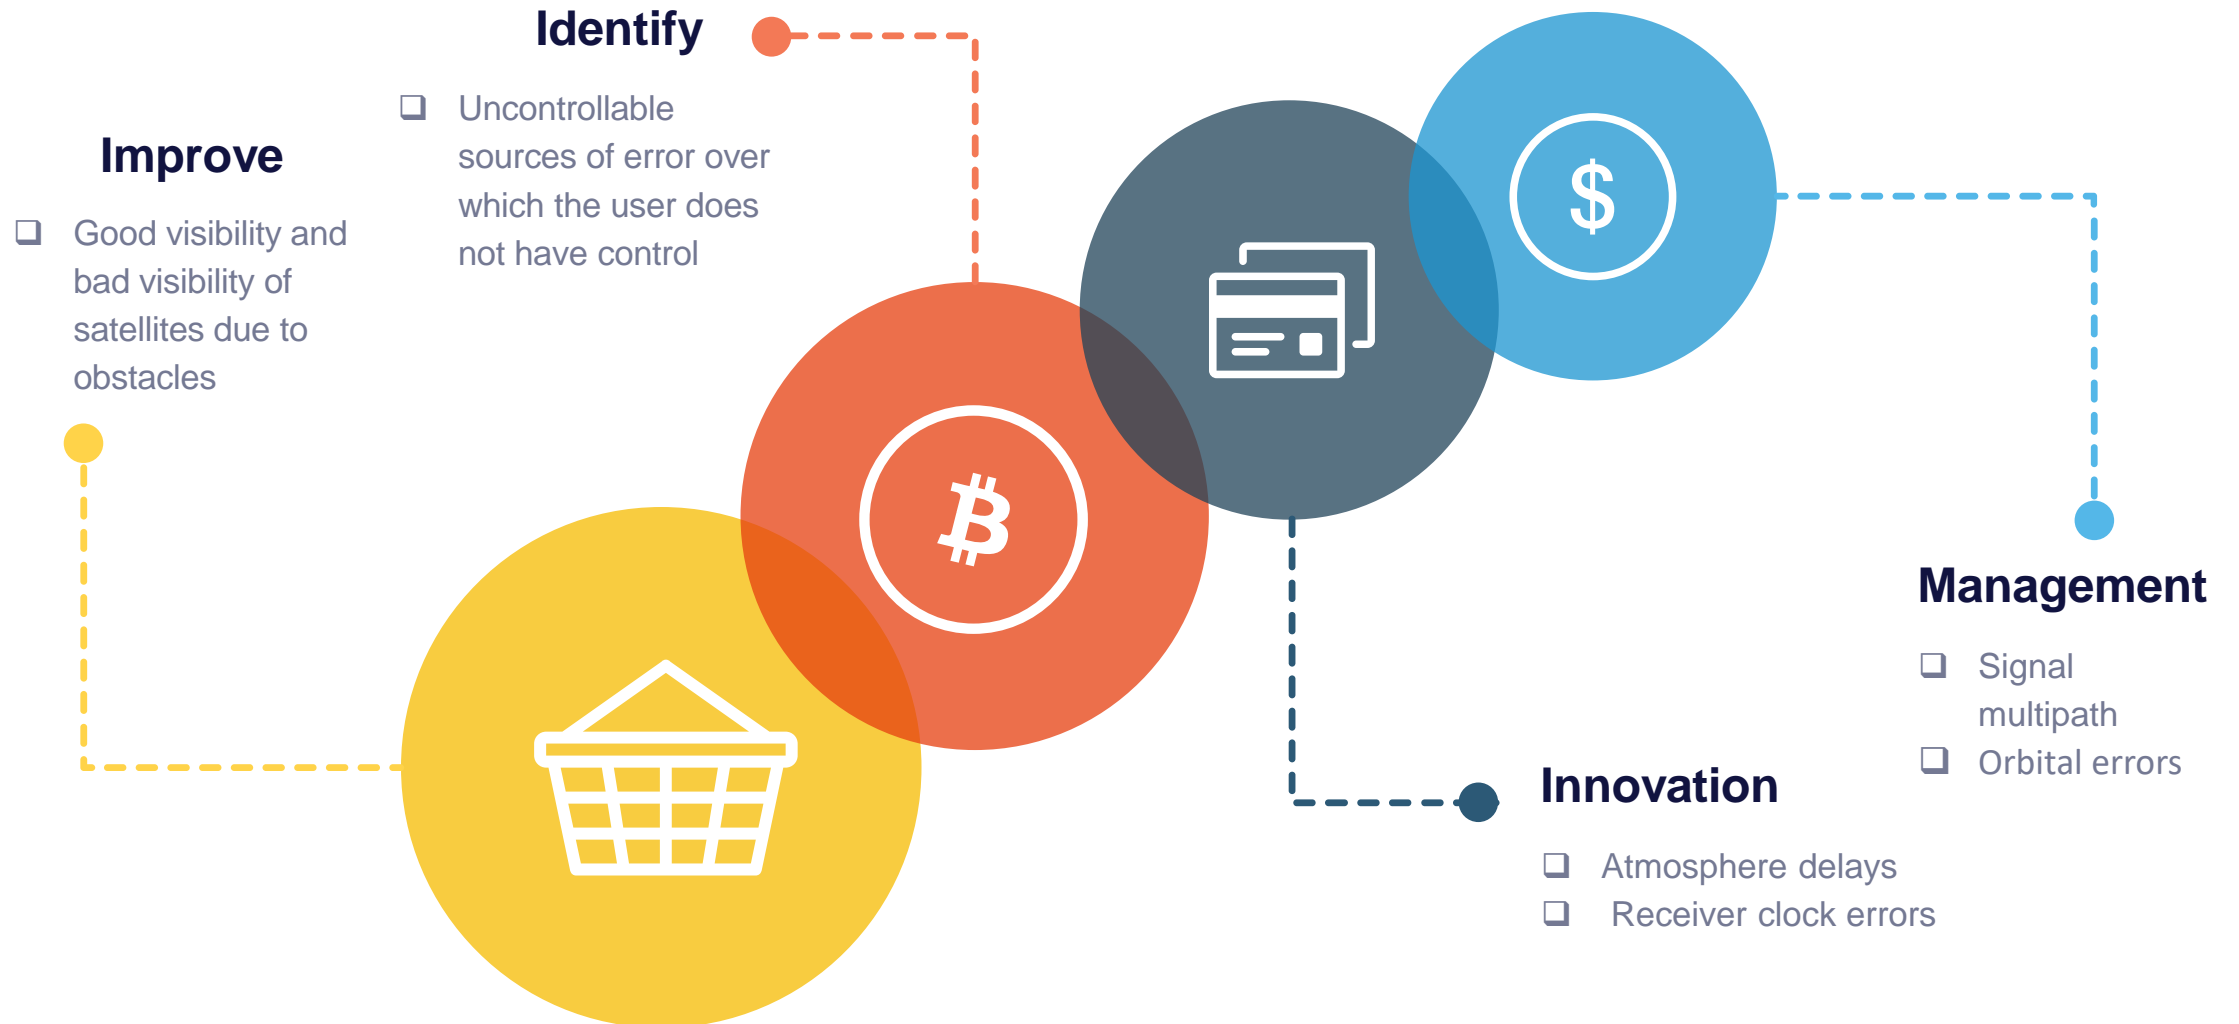 Identify
❑ Uncontrollable
sources of error over
which the user does
not have control
Improve
❑ Good visibility and
bad visibility of
satellites due to
obstacles
$
₿
Management
❑ Signal
multipath
❑ Orbital errors
Innovation
❑ Atmosphere delays
❑ Receiver clock errors